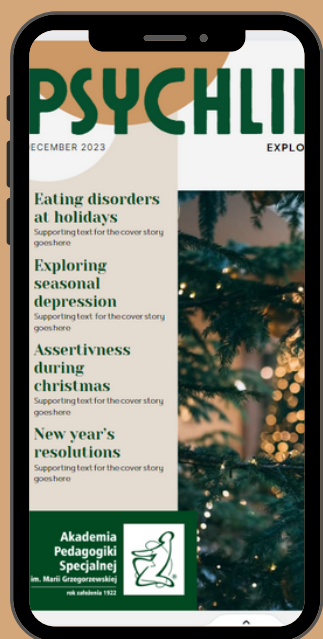 PSYCHLI
ECEMBER 2023
EXPLO
Eating disorders
at holidays
Supporting text for the cover story
goes here
Exploring
seasonal
depression
Supporting text for the cover story
goes here
Assertivness
during
christmas
Supporting text for the cover story
goes here
New year's
resolutions
Supporting text for the cover story
goes here
Akademia
Pedagogiki
Specjalnej
im. Marii Grzegorzewskiej
rok założenia 1922